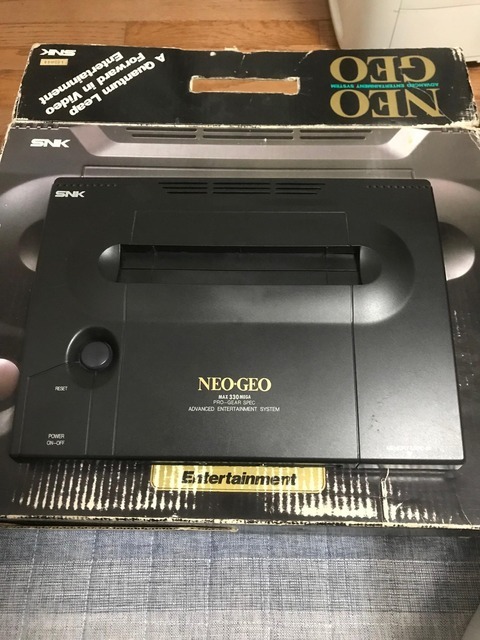 SNK
A Quantum Leap
Forward in Video
Entertainment
NEO
GEO
ADVANCED ENTERTAINMENT SYSTEM
SNK
SNK
NEO·GEO
MAX 330 MEGA
PRO-GEAR SPEC
ADVANCED ENTERTAINMENT SYSTEM
RESET
POWER
ON-OFF
Entertainment